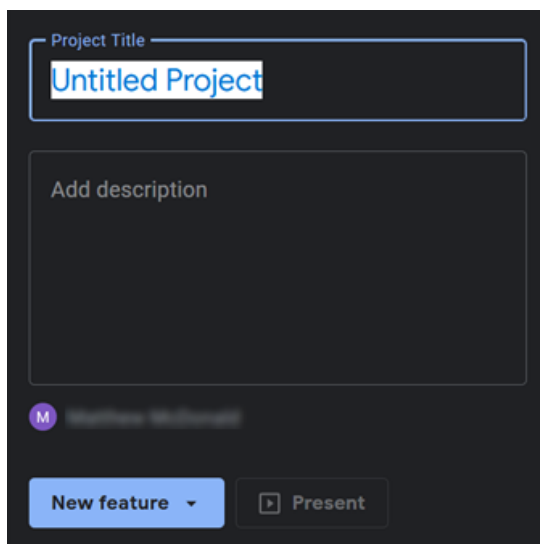 Project Title
Untitled Project
Add description
M
New feature
Present